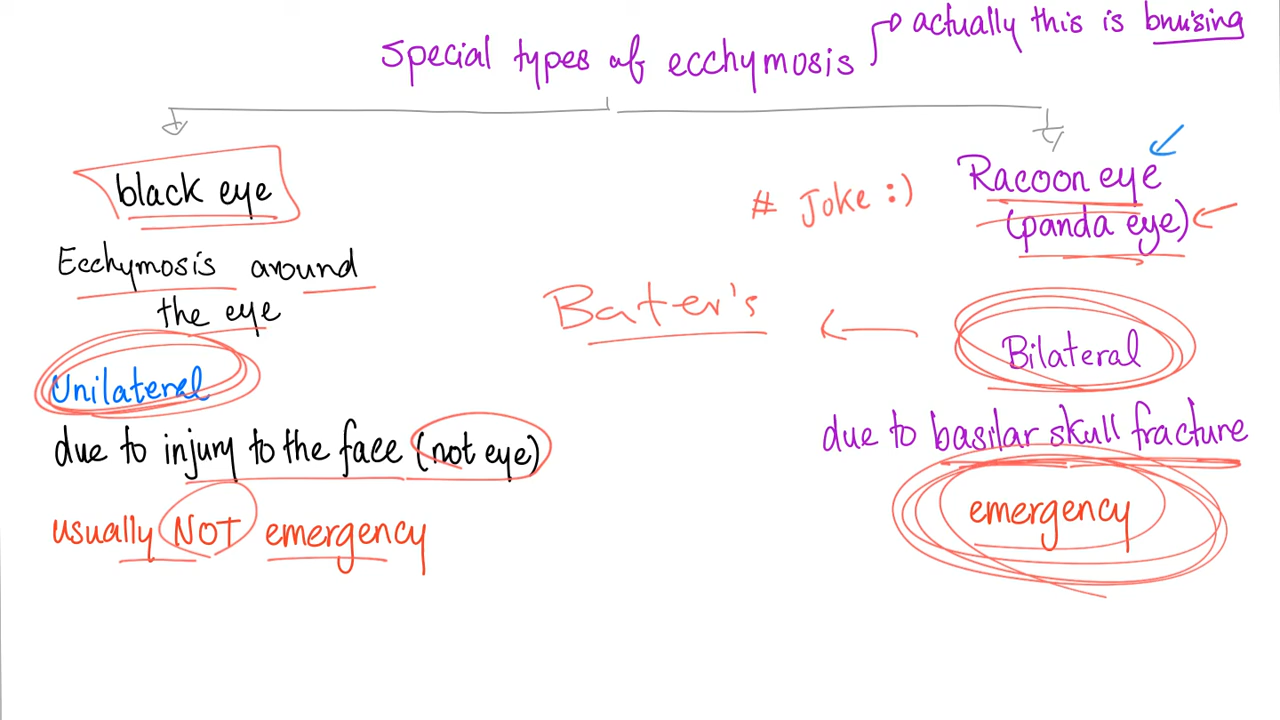 actually this is bruising
Special types of ecchymosis
black eye
Racoon eye
# Joke :)
(panda eye)
Ecchymosis around
the eye
Bater's
Bilateral
Unilateral
due to injury to the face (not eye)
due to basilar skull fracture
usually NOT emergency
emergency